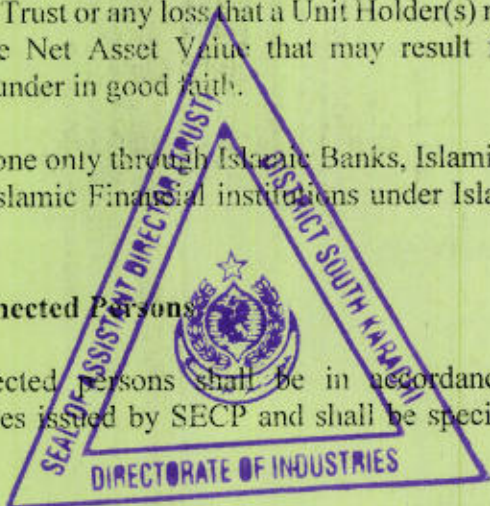 Trust or any loss that a Unit Holder(s)
e Net Asset Value that may result
under in good faith.
one only through Islamic Banks, Islami
slamic Financial institutions under Isla
nected Persons
ected persons shall be in accordanc
es issued by SECP and shall be speci
SEAL OF ASSISTANT DIRECTOR (TRUST)
DISTRICT SOUTH KARACHI
DIRECTORATE OF INDUSTRIES